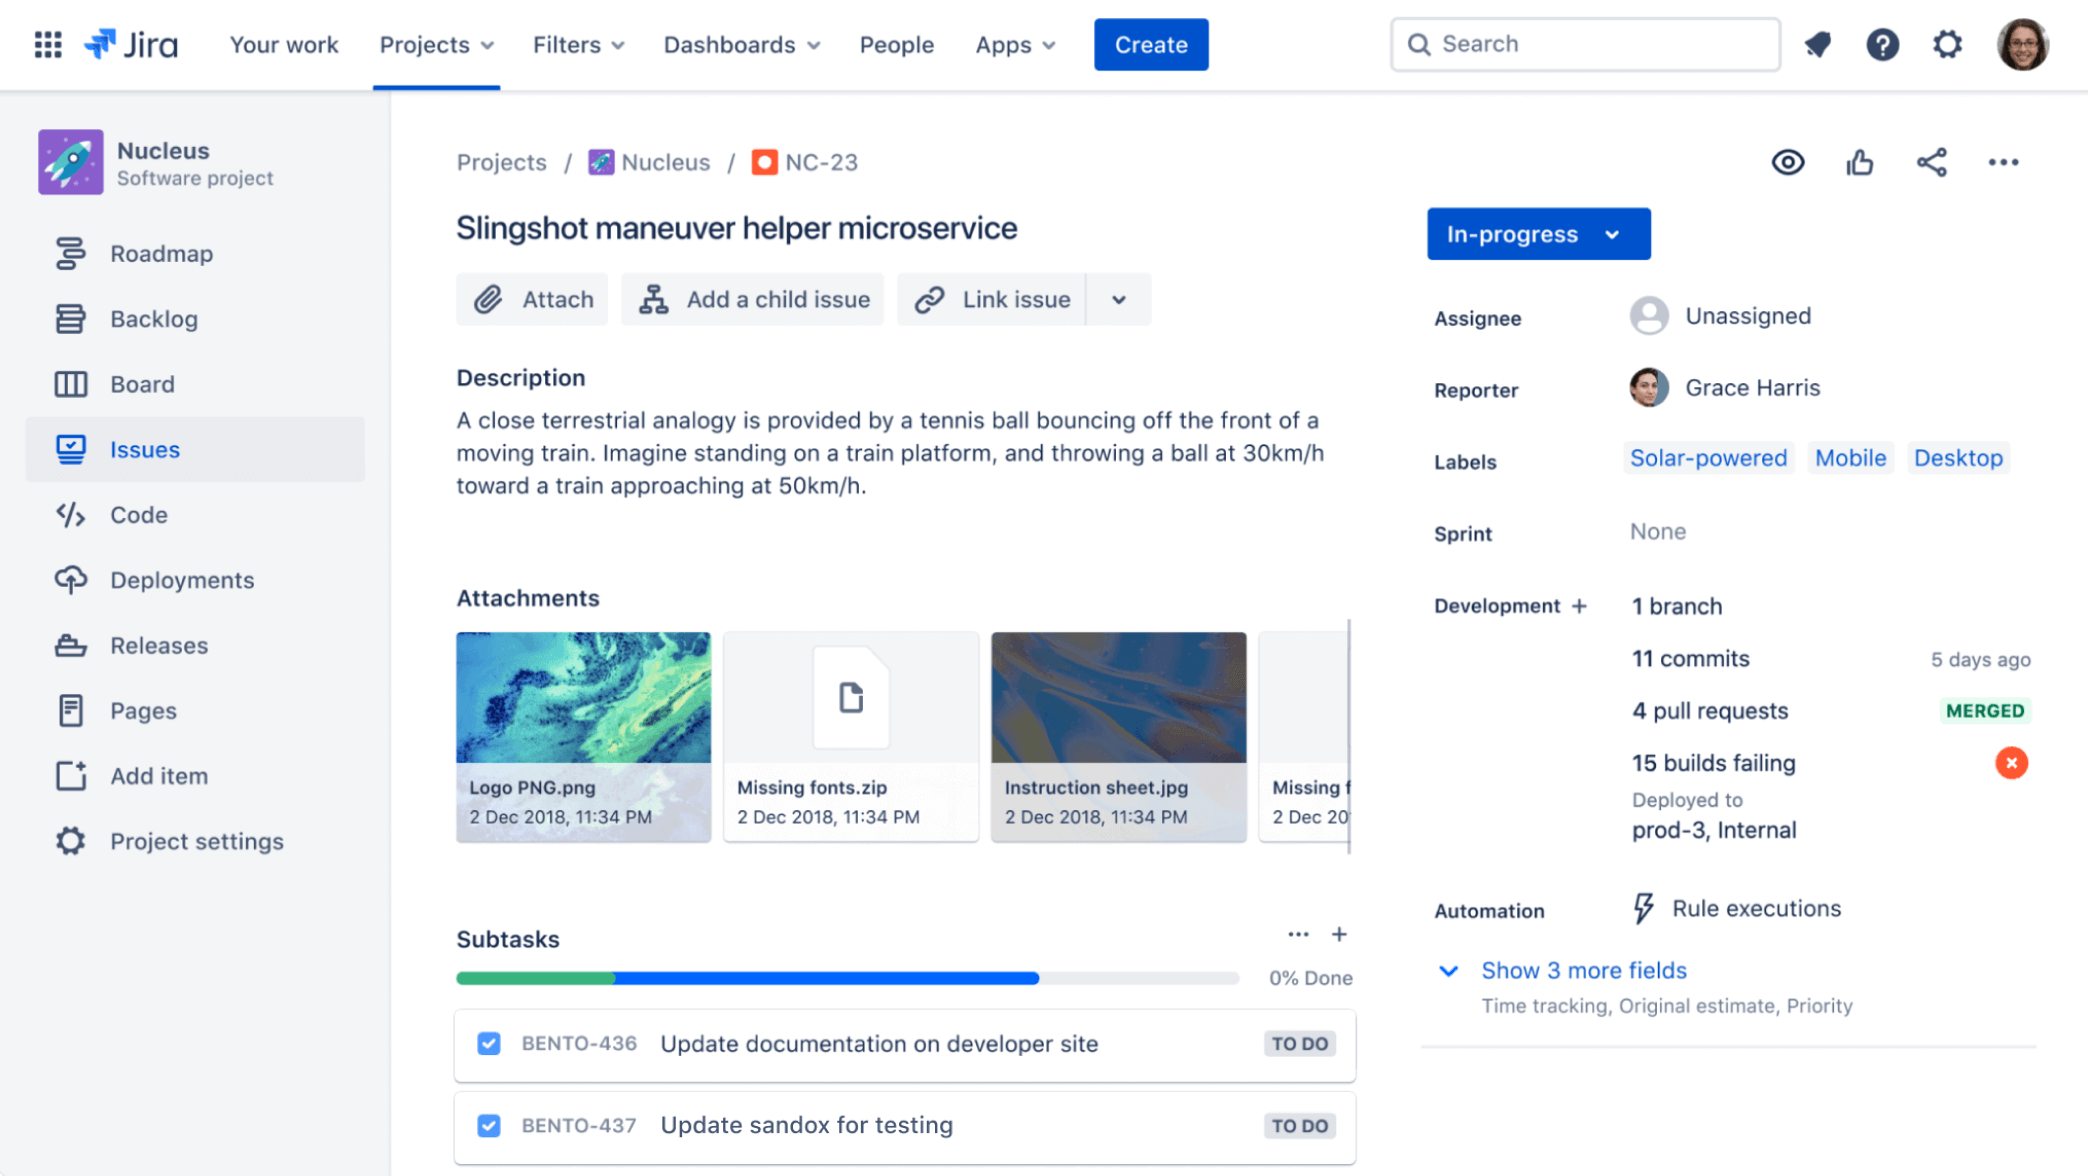 Jira
Your work
Projects
Filters
Dashboards
People
Apps
Create
Search
Nucleus
Software project
Roadmap
Backlog
Board
Issues
Code
Deployments
Releases
Pages
Add item
Project settings
Projects / Nucleus / NC-23
Slingshot maneuver helper microservice
Attach
Add a child issue
Link issue
Description
A close terrestrial analogy is provided by a tennis ball bouncing off the front of a
moving train. Imagine standing on a train platform, and throwing a ball at 30km/h
toward a train approaching at 50km/h.
Attachments
Logo PNG.png
2 Dec 2018, 11:34 PM
Missing fonts.zip
2 Dec 2018, 11:34 PM
Instruction sheet.jpg
2 Dec 2018, 11:34 PM
Missing f
2 Dec 20
Subtasks
0% Done
BENTO-436 Update documentation on developer site TO DO
BENTO-437 Update sandox for testing TO DO
In-progress
Assignee Unassigned
Reporter Grace Harris
Labels Solar-powered Mobile Desktop
Sprint None
Development + 1 branch
11 commits 5 days ago
4 pull requests MERGED
15 builds failing
Deployed to
prod-3, Internal
Automation Rule executions
Show 3 more fields
Time tracking, Original estimate, Priority